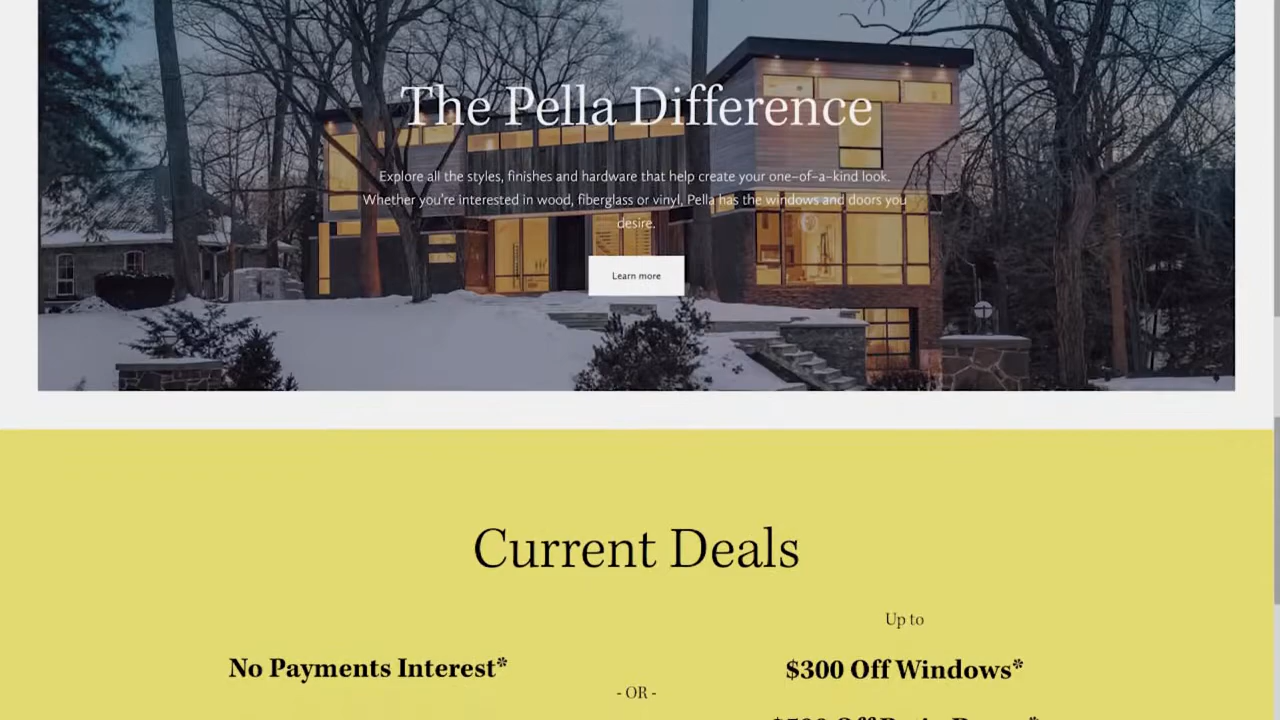 The Pella Difference
Explore all the styles, finishes and hardware that help create your one-of-a-kind look.
Whether you're interested in wood, fiberglass or vinyl, Pella has the windows and doors you
desire.
Learn more
Current Deals
Up to
No Payments Interest*
$300 Off Windows*
- OR -